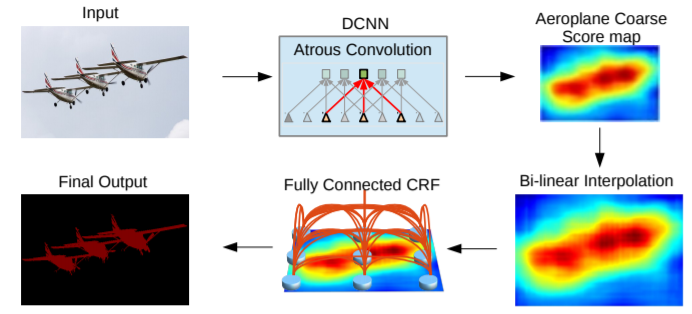 Input
DCNN
Atrous Convolution
Aeroplane Coarse
Score map
Bi-linear Interpolation
Fully Connected CRF
Final Output